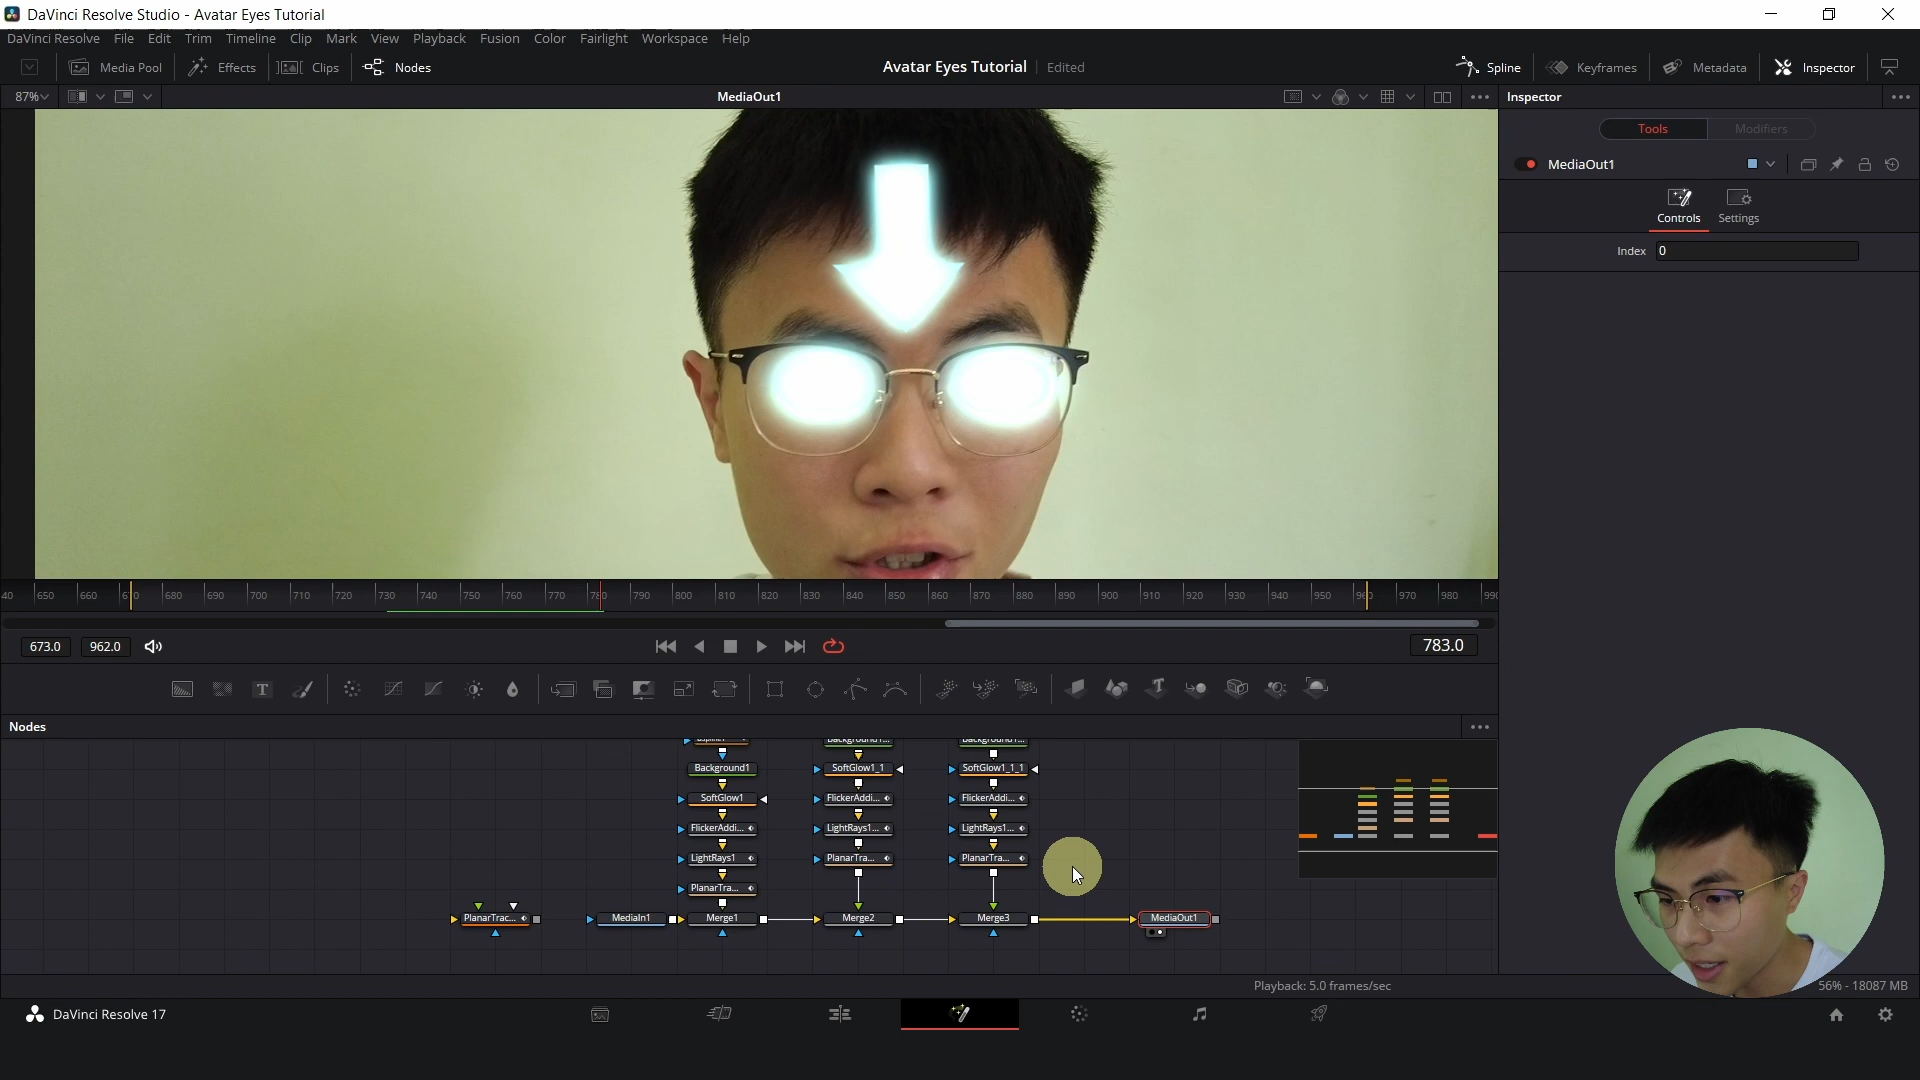 DaVinci Resolve Studio - Avatar Eyes Tutorial
DaVinci Resolve File Edit Trim Timeline Clip Mark View Playback Fusion Color Fairlight Workspace Help
Media Pool Effects Clips Nodes Avatar Eyes Tutorial Edited Spline Keyframes Metadata Inspector
87% MediaOut1 Inspector
Tools Modifiers
MediaOut1
Controls Settings
Index 0
650 660 680 690 700 710 720 730 740 750 760 770 780 790 800 810 820 830 840 850 860 870 880 890 900 910 920 930 940 950 970 980
673.0 962.0 783.0
Nodes
Background1 SoftGlow1_1 SoftGlow1_1_1
SoftGlow1 FlickerAddi... FlickerAddi...
FlickerAddi... LightRays1... LightRays1...
LightRays1 PlanarTra... PlanarTra...
PlanarTra...
PlanarTrac... MediaIn1 Merge1 Merge2 Merge3 MediaOut1
Playback: 5.0 frames/sec 56% - 18087 MB
DaVinci Resolve 17